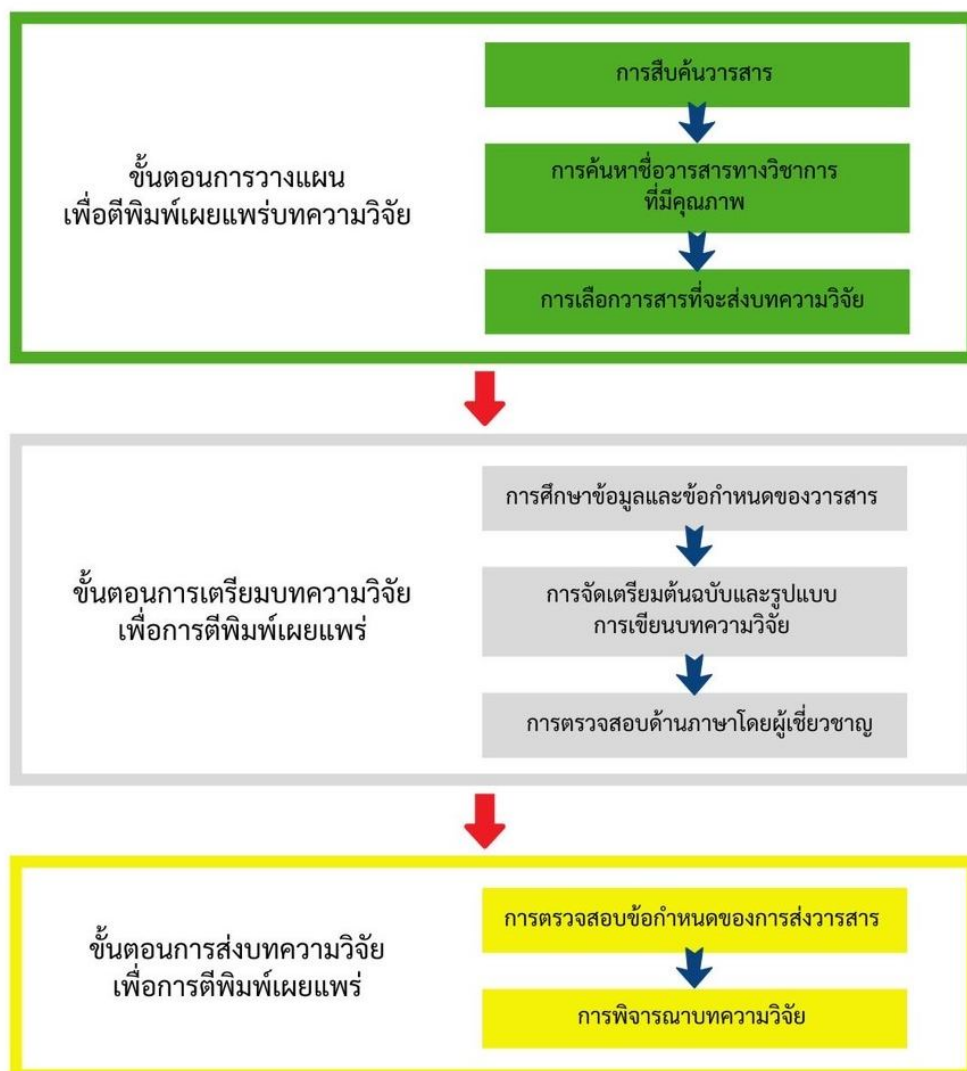 ขั้นตอนการวางแผน
เพื่อตีพิมพ์เผยแพร่บทความวิจัย
การสืบค้นวารสาร
การค้นหาชื่อวารสารทางวิชาการ
ที่มีคุณภาพ
การเลือกวารสารที่จะส่งบทความวิจัย
ขั้นตอนการเตรียมบทความวิจัย
เพื่อการตีพิมพ์เผยแพร่
การศึกษาข้อมูลและข้อกำหนดของวารสาร
การจัดเตรียมต้นฉบับและรูปแบบ
การเขียนบทความวิจัย
การตรวจสอบด้านภาษาโดยผู้เชี่ยวชาญ
ขั้นตอนการส่งบทความวิจัย
เพื่อการตีพิมพ์เผยแพร่
การตรวจสอบข้อกำหนดของการส่งวารสาร
การพิจารณาบทความวิจัย